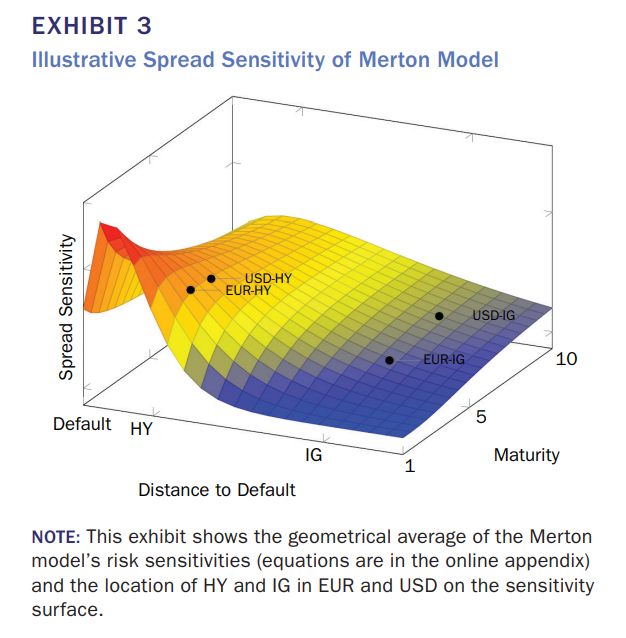 EXHIBIT 3
Illustrative Spread Sensitivity of Merton Model
Spread Sensitivity
USD-HY
EUR-HY
USD-IG
EUR-IG
10
5
1
Default
HY
IG
Maturity
Distance to Default
NOTE: This exhibit shows the geometrical average of the Merton
model's risk sensitivities (equations are in the online appendix)
and the location of HY and IG in EUR and USD on the sensitivity
surface.